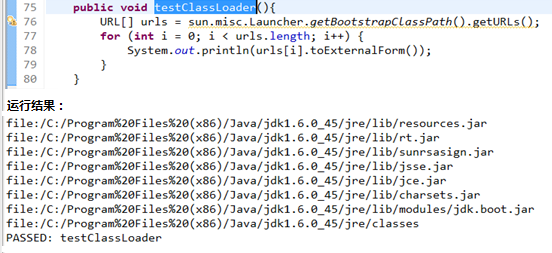 75 public void testClassLoader(){
76 URL[] urls = sun.misc.Launcher.getBootstrapClassPath().getURLs();
77 for (int i = 0; i < urls.length; i++) {
78 System.out.println(urls[i].toExternalForm());
79 }
80 }
运行结果：
file:/C:/Program%20Files%20(x86)/Java/jdk1.6.0_45/jre/lib/resources.jar
file:/C:/Program%20Files%20(x86)/Java/jdk1.6.0_45/jre/lib/rt.jar
file:/C:/Program%20Files%20(x86)/Java/jdk1.6.0_45/jre/lib/sunrsasign.jar
file:/C:/Program%20Files%20(x86)/Java/jdk1.6.0_45/jre/lib/jsse.jar
file:/C:/Program%20Files%20(x86)/Java/jdk1.6.0_45/jre/lib/jce.jar
file:/C:/Program%20Files%20(x86)/Java/jdk1.6.0_45/jre/lib/charsets.jar
file:/C:/Program%20Files%20(x86)/Java/jdk1.6.0_45/jre/lib/modules/jdk.boot.jar
file:/C:/Program%20Files%20(x86)/Java/jdk1.6.0_45/jre/classes
PASSED: testClassLoader